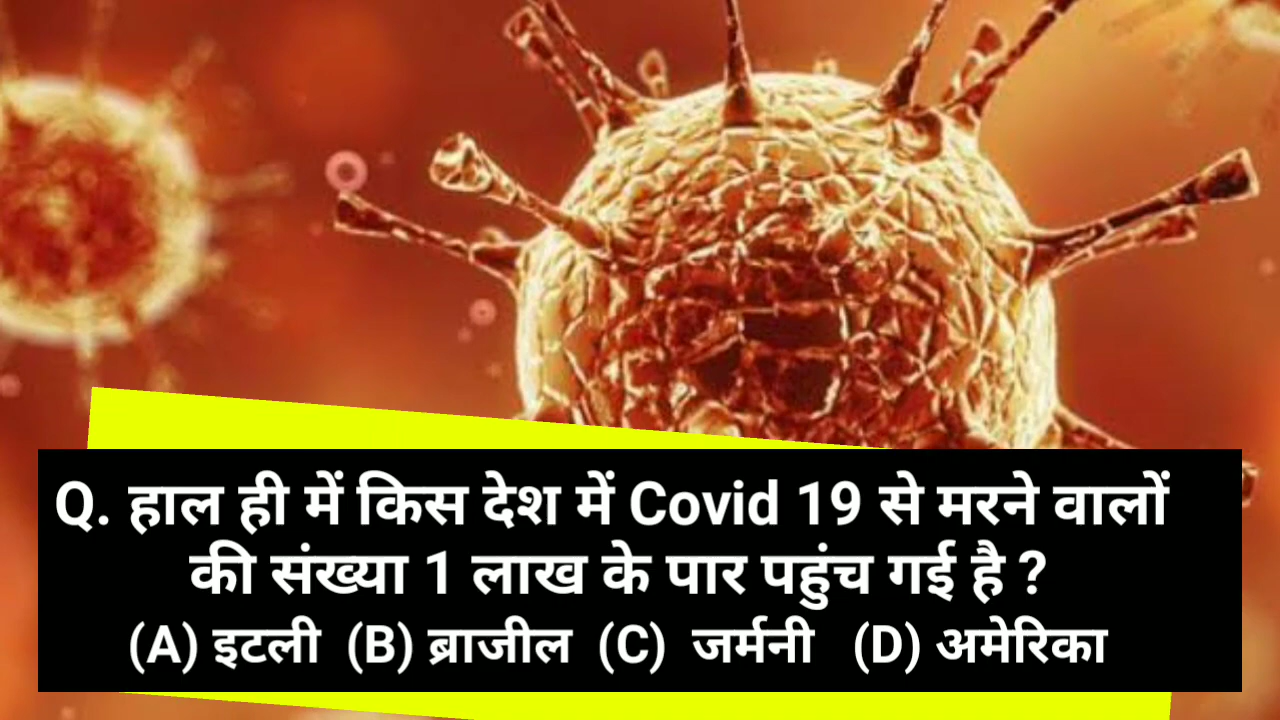 Q. हाल ही में किस देश में Covid 19 से मरने वालों
की संख्या 1 लाख के पार पहुंच गई है ?
(A) इटली (B) ब्राजील (C) जर्मनी (D) अमेरिका